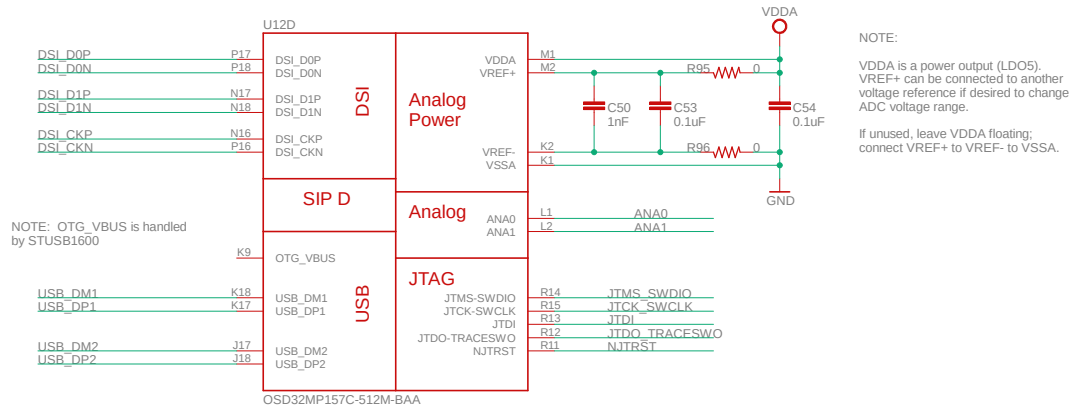 U12D
VDDA
DSI_D0P P17 DSI_D0P
DSI_D0N P18 DSI_D0N
DSI_D1P N17 DSI_D1P
DSI_D1N N18 DSI_D1N
DSI_CKP N16 DSI_CKP
DSI_CKN P16 DSI_CKN
DSI
Analog
Power
VDDA M1
VREF+ M2
R95 0
C50
1nF
C53
0.1uF
C54
0.1uF
VREF- K2
VSSA K1
R96 0
GND
NOTE:
VDDA is a power output (LDO5).
VREF+ can be connected to another
voltage reference if desired to change
ADC voltage range.
If unused, leave VDDA floating;
connect VREF+ to VREF- to VSSA.
SIP D
Analog
ANA0 L1 ANA0
ANA1 L2 ANA1
NOTE:  OTG_VBUS is handled
by STUSB1600
K9 OTG_VBUS
USB_DM1 K18 USB_DM1
USB_DP1 K17 USB_DP1
USB_DM2 J17 USB_DM2
USB_DP2 J18 USB_DP2
USB
JTAG
JTMS-SWDIO R14 JTMS_SWDIO
JTCK-SWCLK R15 JTCK_SWCLK
JTDI R13 JTDI
JTDO-TRACESWO R12 JTDO_TRACESWO
NJTRST R11 NJTRST
OSD32MP157C-512M-BAA